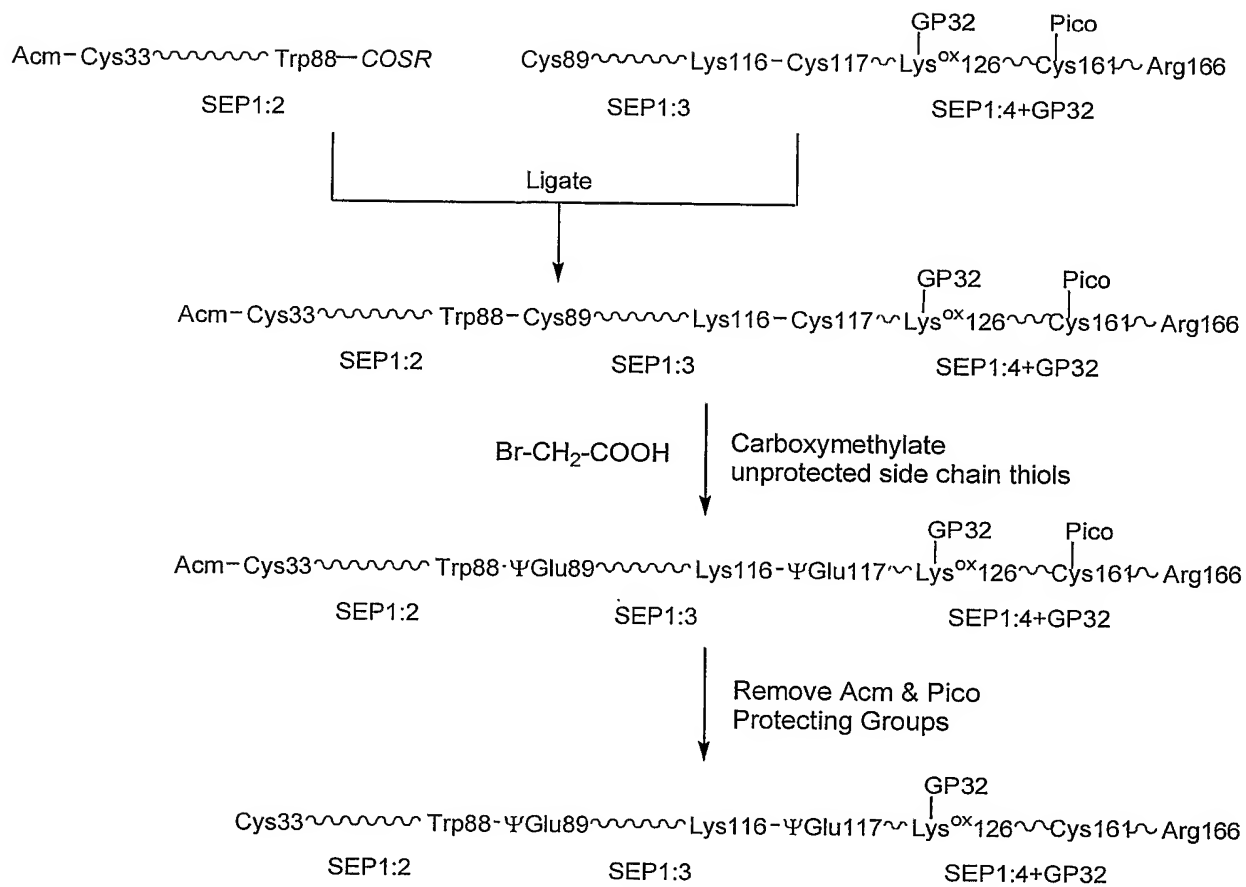 GP32 Pico
Acm-Cys33 Trp88-COSR Cys89 Lys116-Cys117 Lysᵒˣ126 Cys161 Arg166
SEP1:2 SEP1:3 SEP1:4+GP32
Ligate
GP32 Pico
Acm-Cys33 Trp88-Cys89 Lys116-Cys117 Lysᵒˣ126 Cys161 Arg166
SEP1:2 SEP1:3 SEP1:4+GP32
Br-CH₂-COOH Carboxymethylate
unprotected side chain thiols
GP32 Pico
Acm-Cys33 Trp88-ΨGlu89 Lys116-ΨGlu117 Lysᵒˣ126 Cys161 Arg166
SEP1:2 SEP1:3 SEP1:4+GP32
Remove Acm & Pico
Protecting Groups
GP32
Cys33 Trp88-ΨGlu89 Lys116-ΨGlu117 Lysᵒˣ126 Cys161 Arg166
SEP1:2 SEP1:3 SEP1:4+GP32